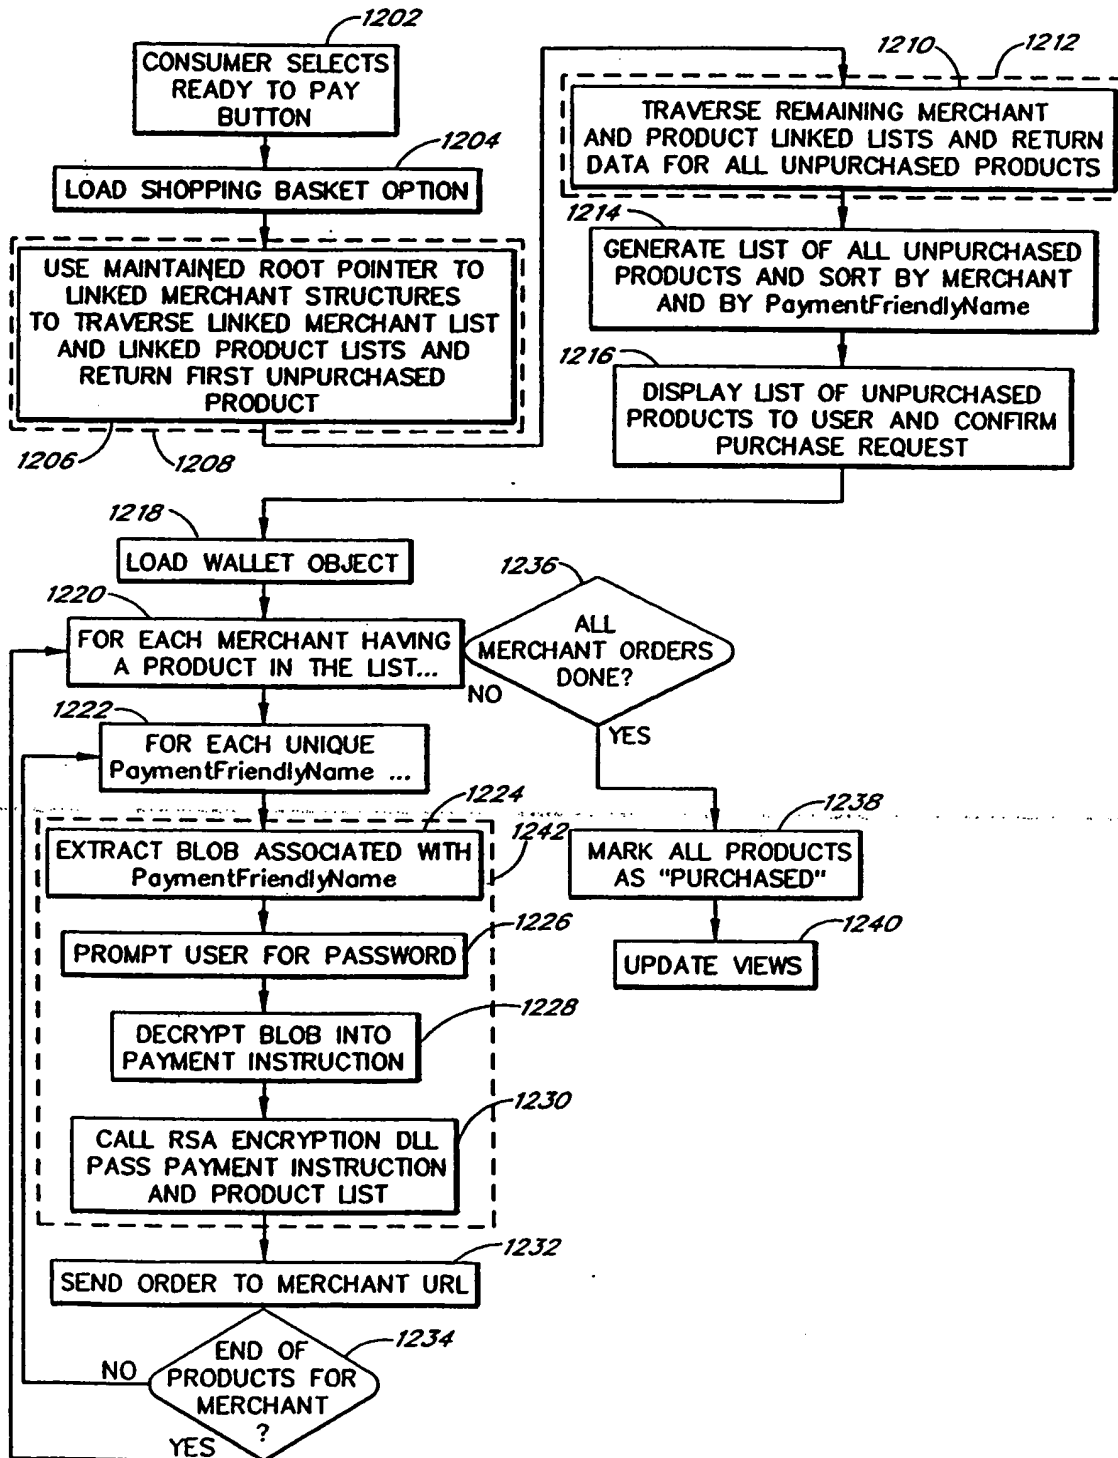 1202
CONSUMER SELECTS
READY TO PAY
BUTTON
1204
LOAD SHOPPING BASKET OPTION
USE MAINTAINED ROOT POINTER TO
LINKED MERCHANT STRUCTURES
TO TRAVERSE LINKED MERCHANT LIST
AND LINKED PRODUCT LISTS AND
RETURN FIRST UNPURCHASED
PRODUCT
1206
1208
1210
1212
TRAVERSE REMAINING MERCHANT
AND PRODUCT LINKED LISTS AND RETURN
DATA FOR ALL UNPURCHASED PRODUCTS
1214
GENERATE LIST OF ALL UNPURCHASED
PRODUCTS AND SORT BY MERCHANT
AND BY PaymentFriendlyName
1216
DISPLAY LIST OF UNPURCHASED
PRODUCTS TO USER AND CONFIRM
PURCHASE REQUEST
1218
LOAD WALLET OBJECT
1220
FOR EACH MERCHANT HAVING
A PRODUCT IN THE LIST...
1236
ALL
MERCHANT ORDERS
DONE?
NO
YES
1222
FOR EACH UNIQUE
PaymentFriendlyName ...
1224
1242
EXTRACT BLOB ASSOCIATED WITH
PaymentFriendlyName
1226
PROMPT USER FOR PASSWORD
1228
DECRYPT BLOB INTO
PAYMENT INSTRUCTION
1230
CALL RSA ENCRYPTION DLL
PASS PAYMENT INSTRUCTION
AND PRODUCT LIST
1232
SEND ORDER TO MERCHANT URL
1234
END OF
PRODUCTS FOR
MERCHANT
?
NO
YES
1238
MARK ALL PRODUCTS
AS "PURCHASED"
1240
UPDATE VIEWS